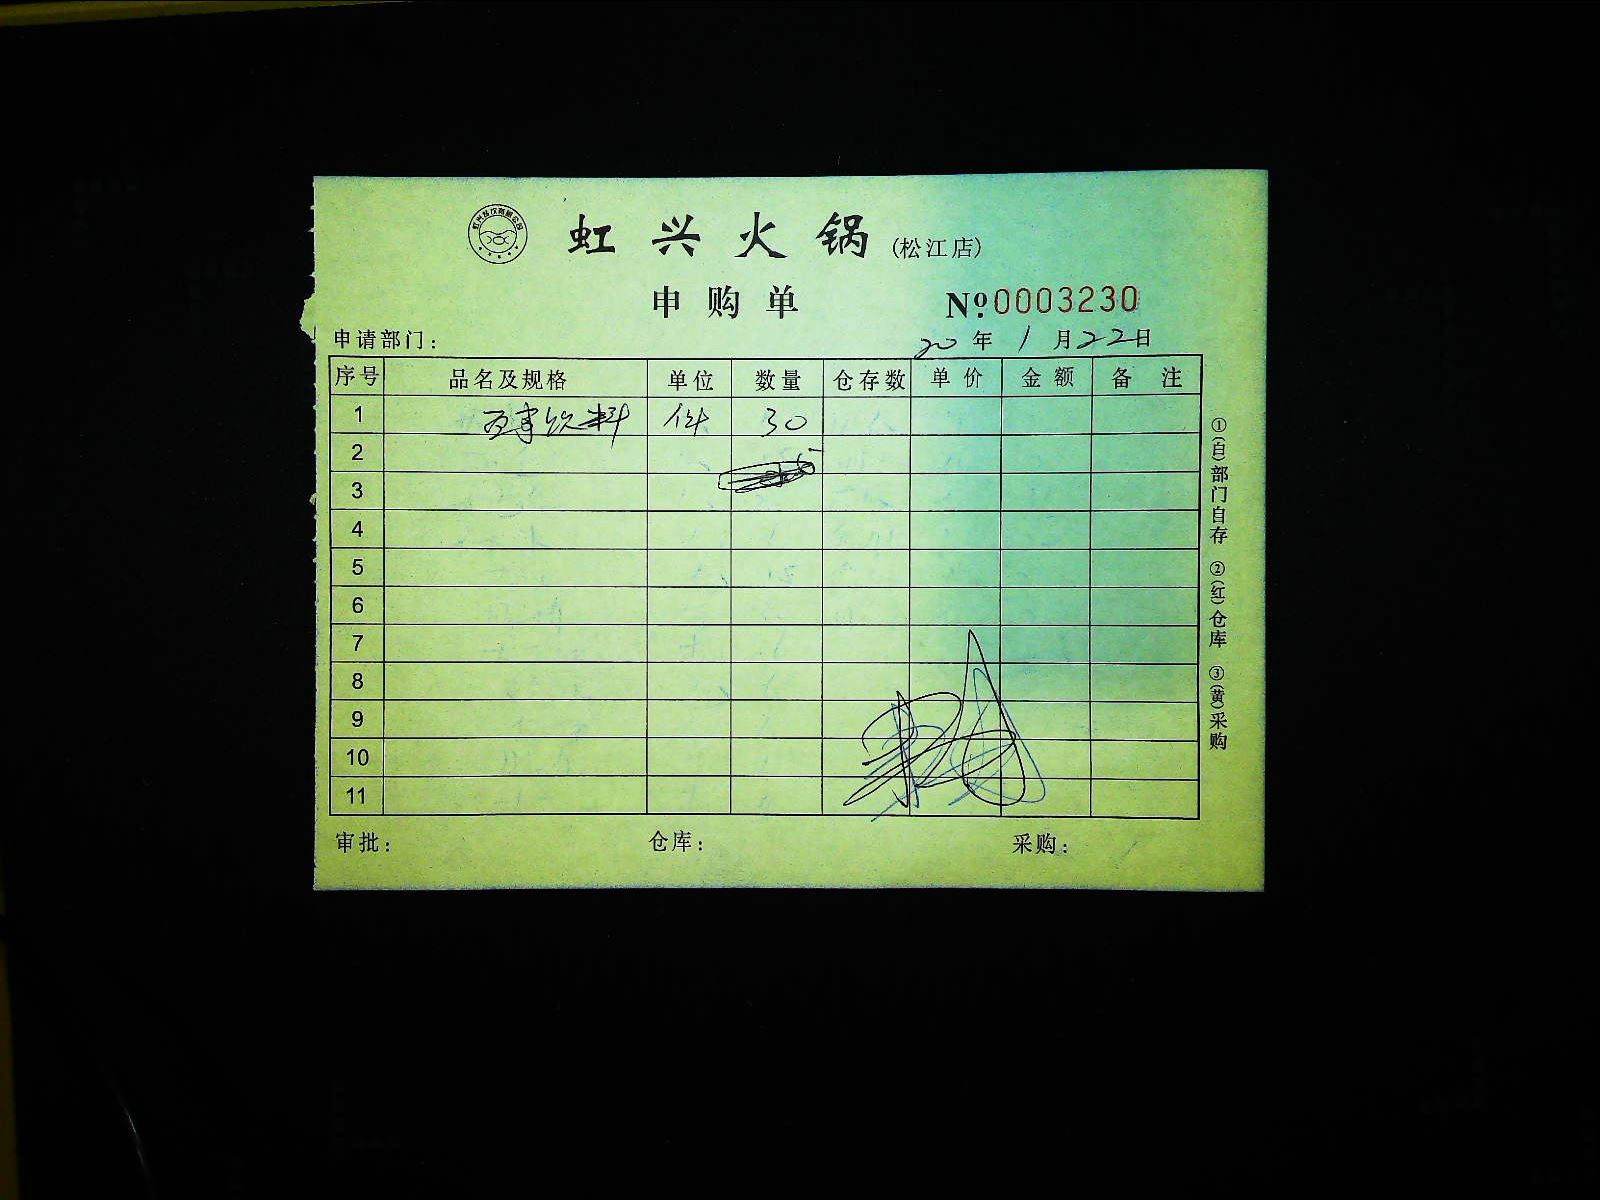 虹兴火锅(松江店)
申购单
№0003230
申请部门:
20年1月22日
序号 品名及规格 单位 数量 仓存数 单价 金额 备注
1 百事饮料 件 30
2
3
4
5
6
7
8
9
10
11
审批: 仓库: 采购:
①(自)部门自存 ②(红)仓库 ③(黄)采购